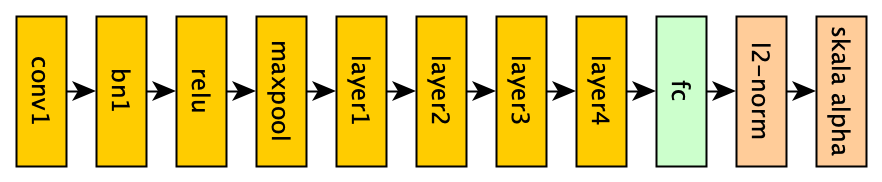 conv1
bn1
relu
maxpool
layer1
layer2
layer3
layer4
fc
l2-norm
skala alpha